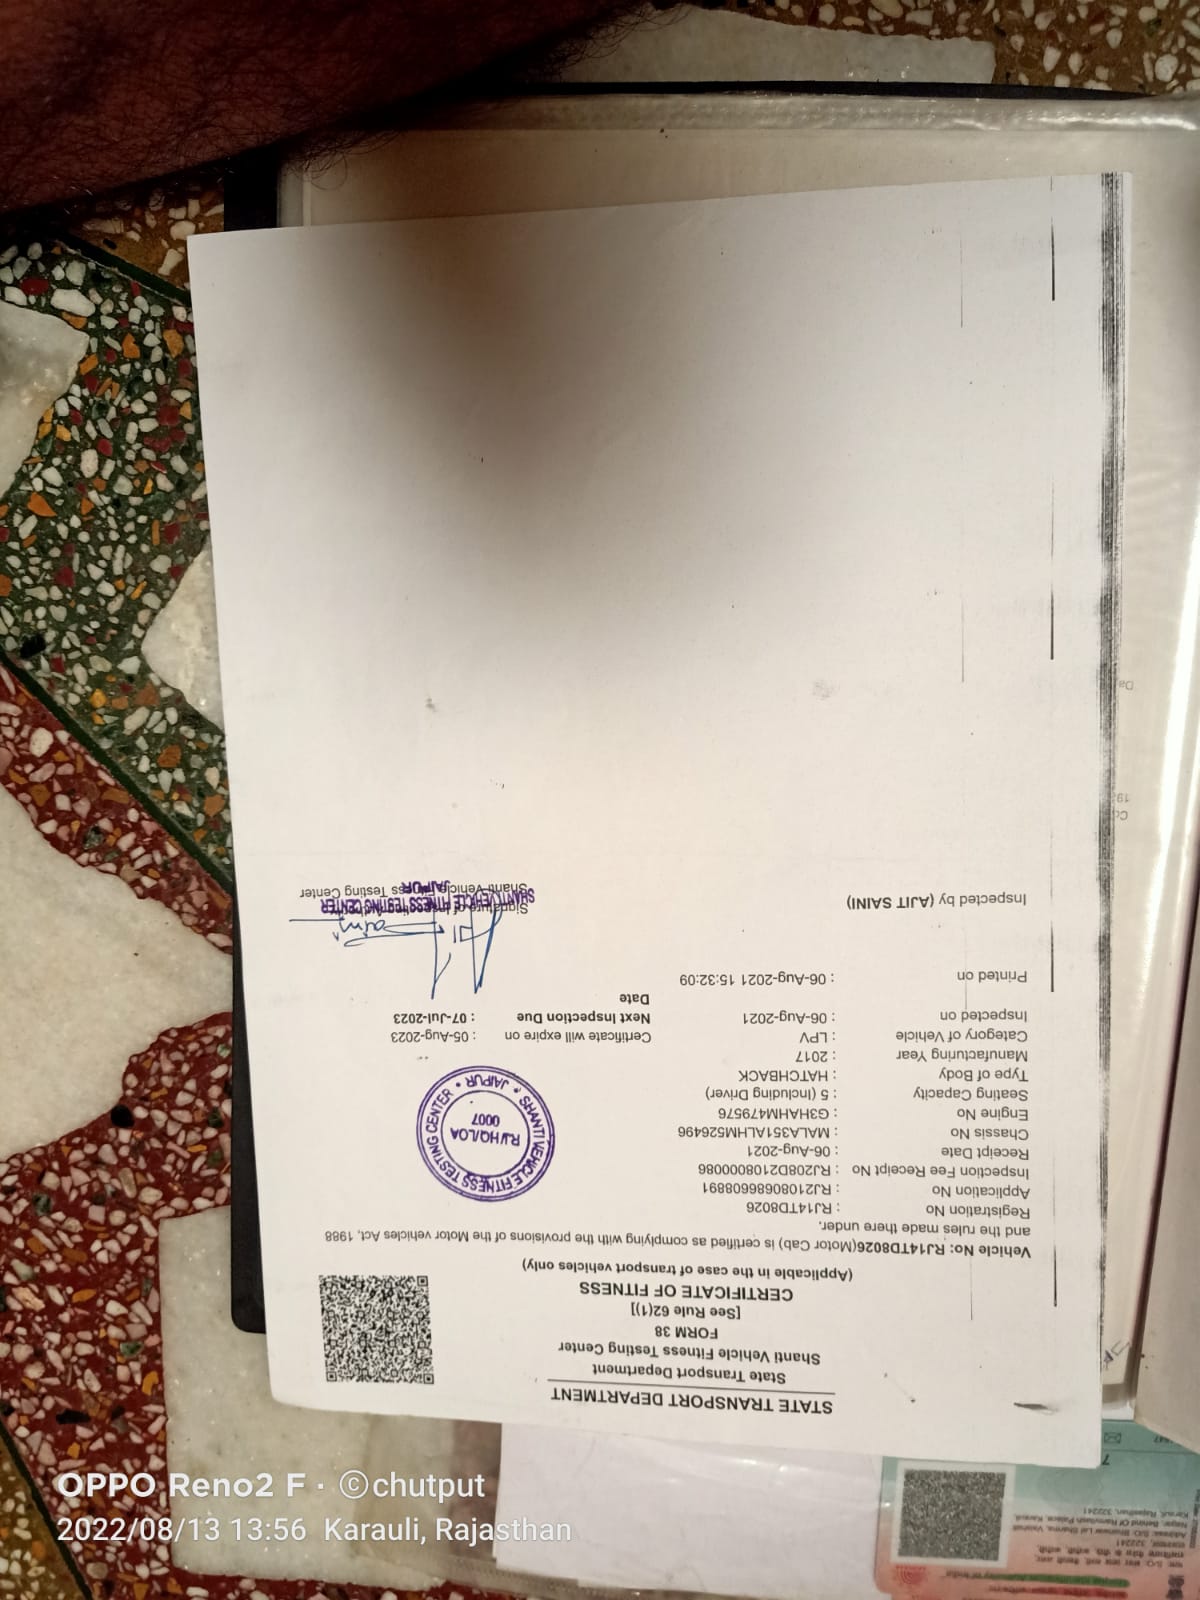 STATE TRANSPORT DEPARTMENT
State Transport Department
Shanti Vehicle Fitness Testing Center
FORM 38
[See Rule 62(1)]
CERTIFICATE OF FITNESS
(Applicable in the case of transport vehicles only)
Vehicle No: RJ14TD8026(Motor Cab) is certified as complying with the provisions of the Motor vehicles Act, 1988
and the rules made there under.
Registration No : RJ14TD8026
Application No : RJ21080686608891
Inspection Fee Receipt No : RJ208D2108000086
Receipt Date : 06-Aug-2021
Chassis No : MALA351ALHM526496
Engine No : G3HAHM479576
Seating Capacity : 5 (Including Driver)
Type of Body : HATCHBACK
Manufacturing Year : 2017
Category of Vehicle : LPV
Inspected on : 06-Aug-2021
Certificate will expire on : 05-Aug-2023
Next Inspection Due Date : 07-Jul-2023
Printed on : 06-Aug-2021 15:32:09
SHANTI VEHICLE FITNESS TESTING CENTER • JAIPUR •
RJ/HQ/LOA
0007
Inspected by (AJIT SAINI)
Signature of Inspecting
SHANTI VEHICLE FITNESS TESTING CENTER
JAIPUR
Shanti Vehicle Fitness Testing Center
OPPO Reno2 F · ©chutput
2022/08/13 13:56 Karauli, Rajasthan